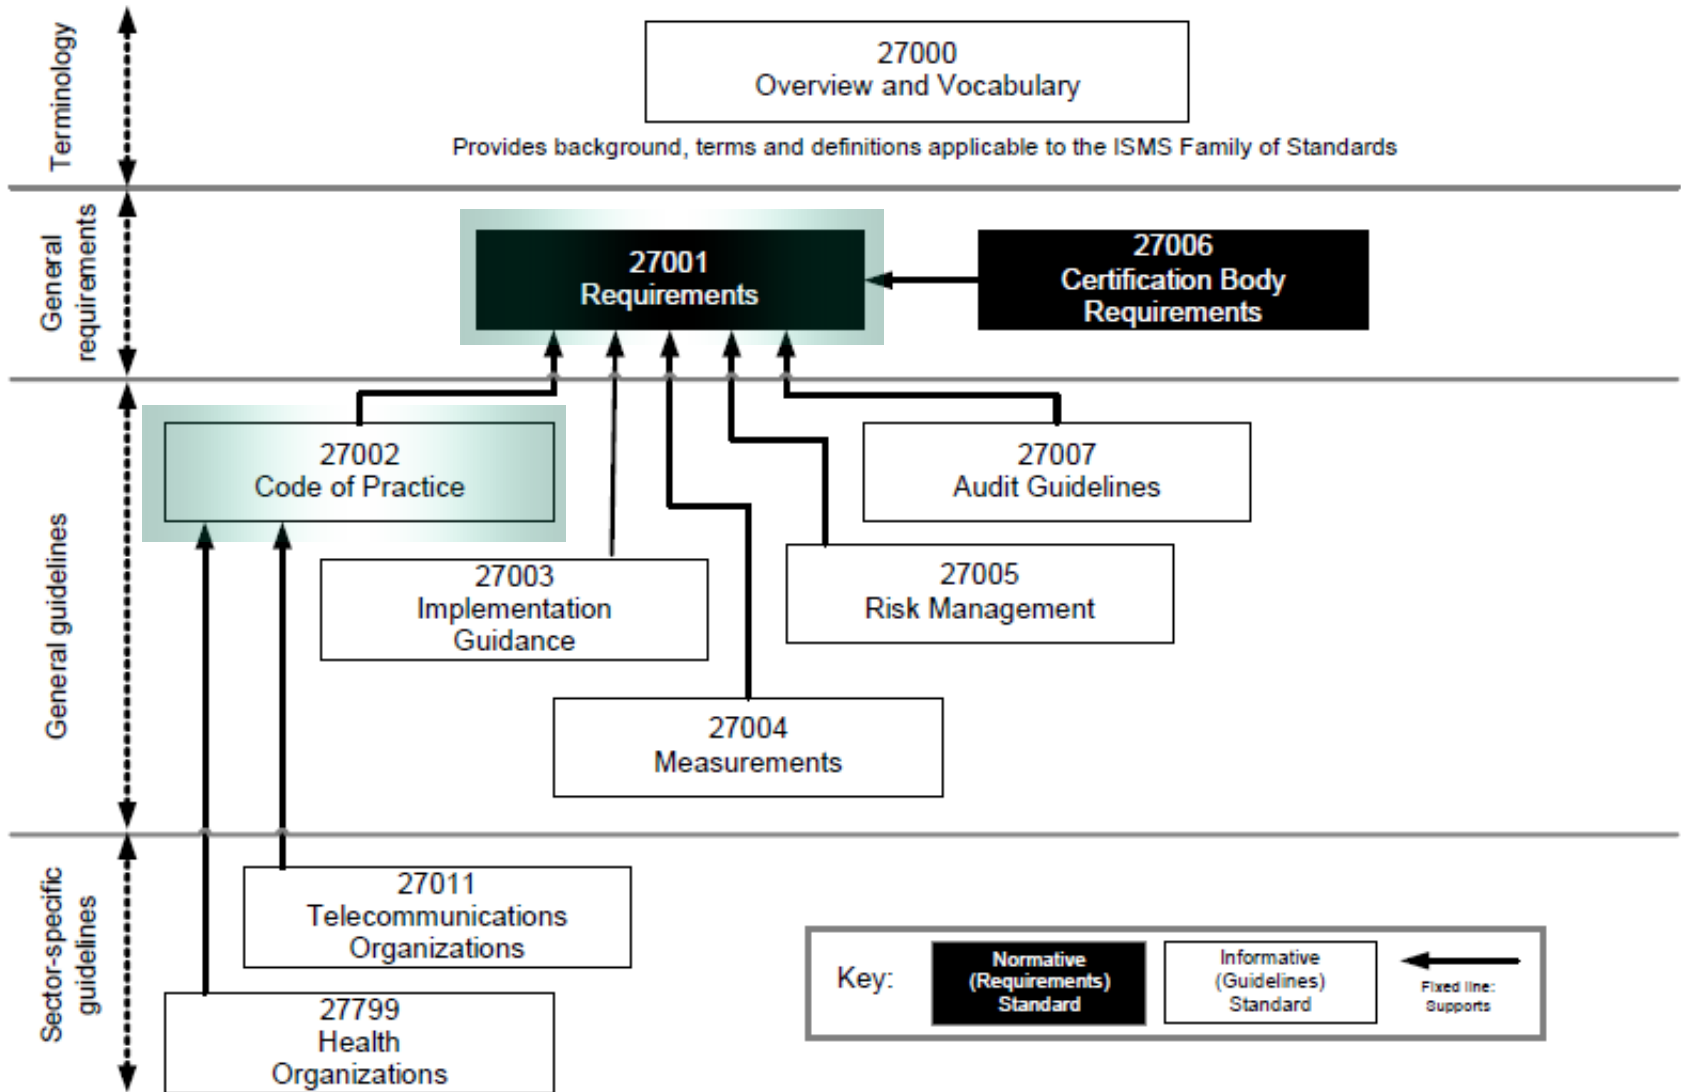 Terminology
27000
Overview and Vocabulary
Provides background, terms and definitions applicable to the ISMS Family of Standards
General
requirements
27001
Requirements
27006
Certification Body
Requirements
General guidelines
27002
Code of Practice
27007
Audit Guidelines
27003
Implementation
Guidance
27005
Risk Management
27004
Measurements
Sector-specific
guidelines
27011
Telecommunications
Organizations
27799
Health
Organizations
Key:
Normative
(Requirements)
Standard
Informative
(Guidelines)
Standard
Fixed line:
Supports